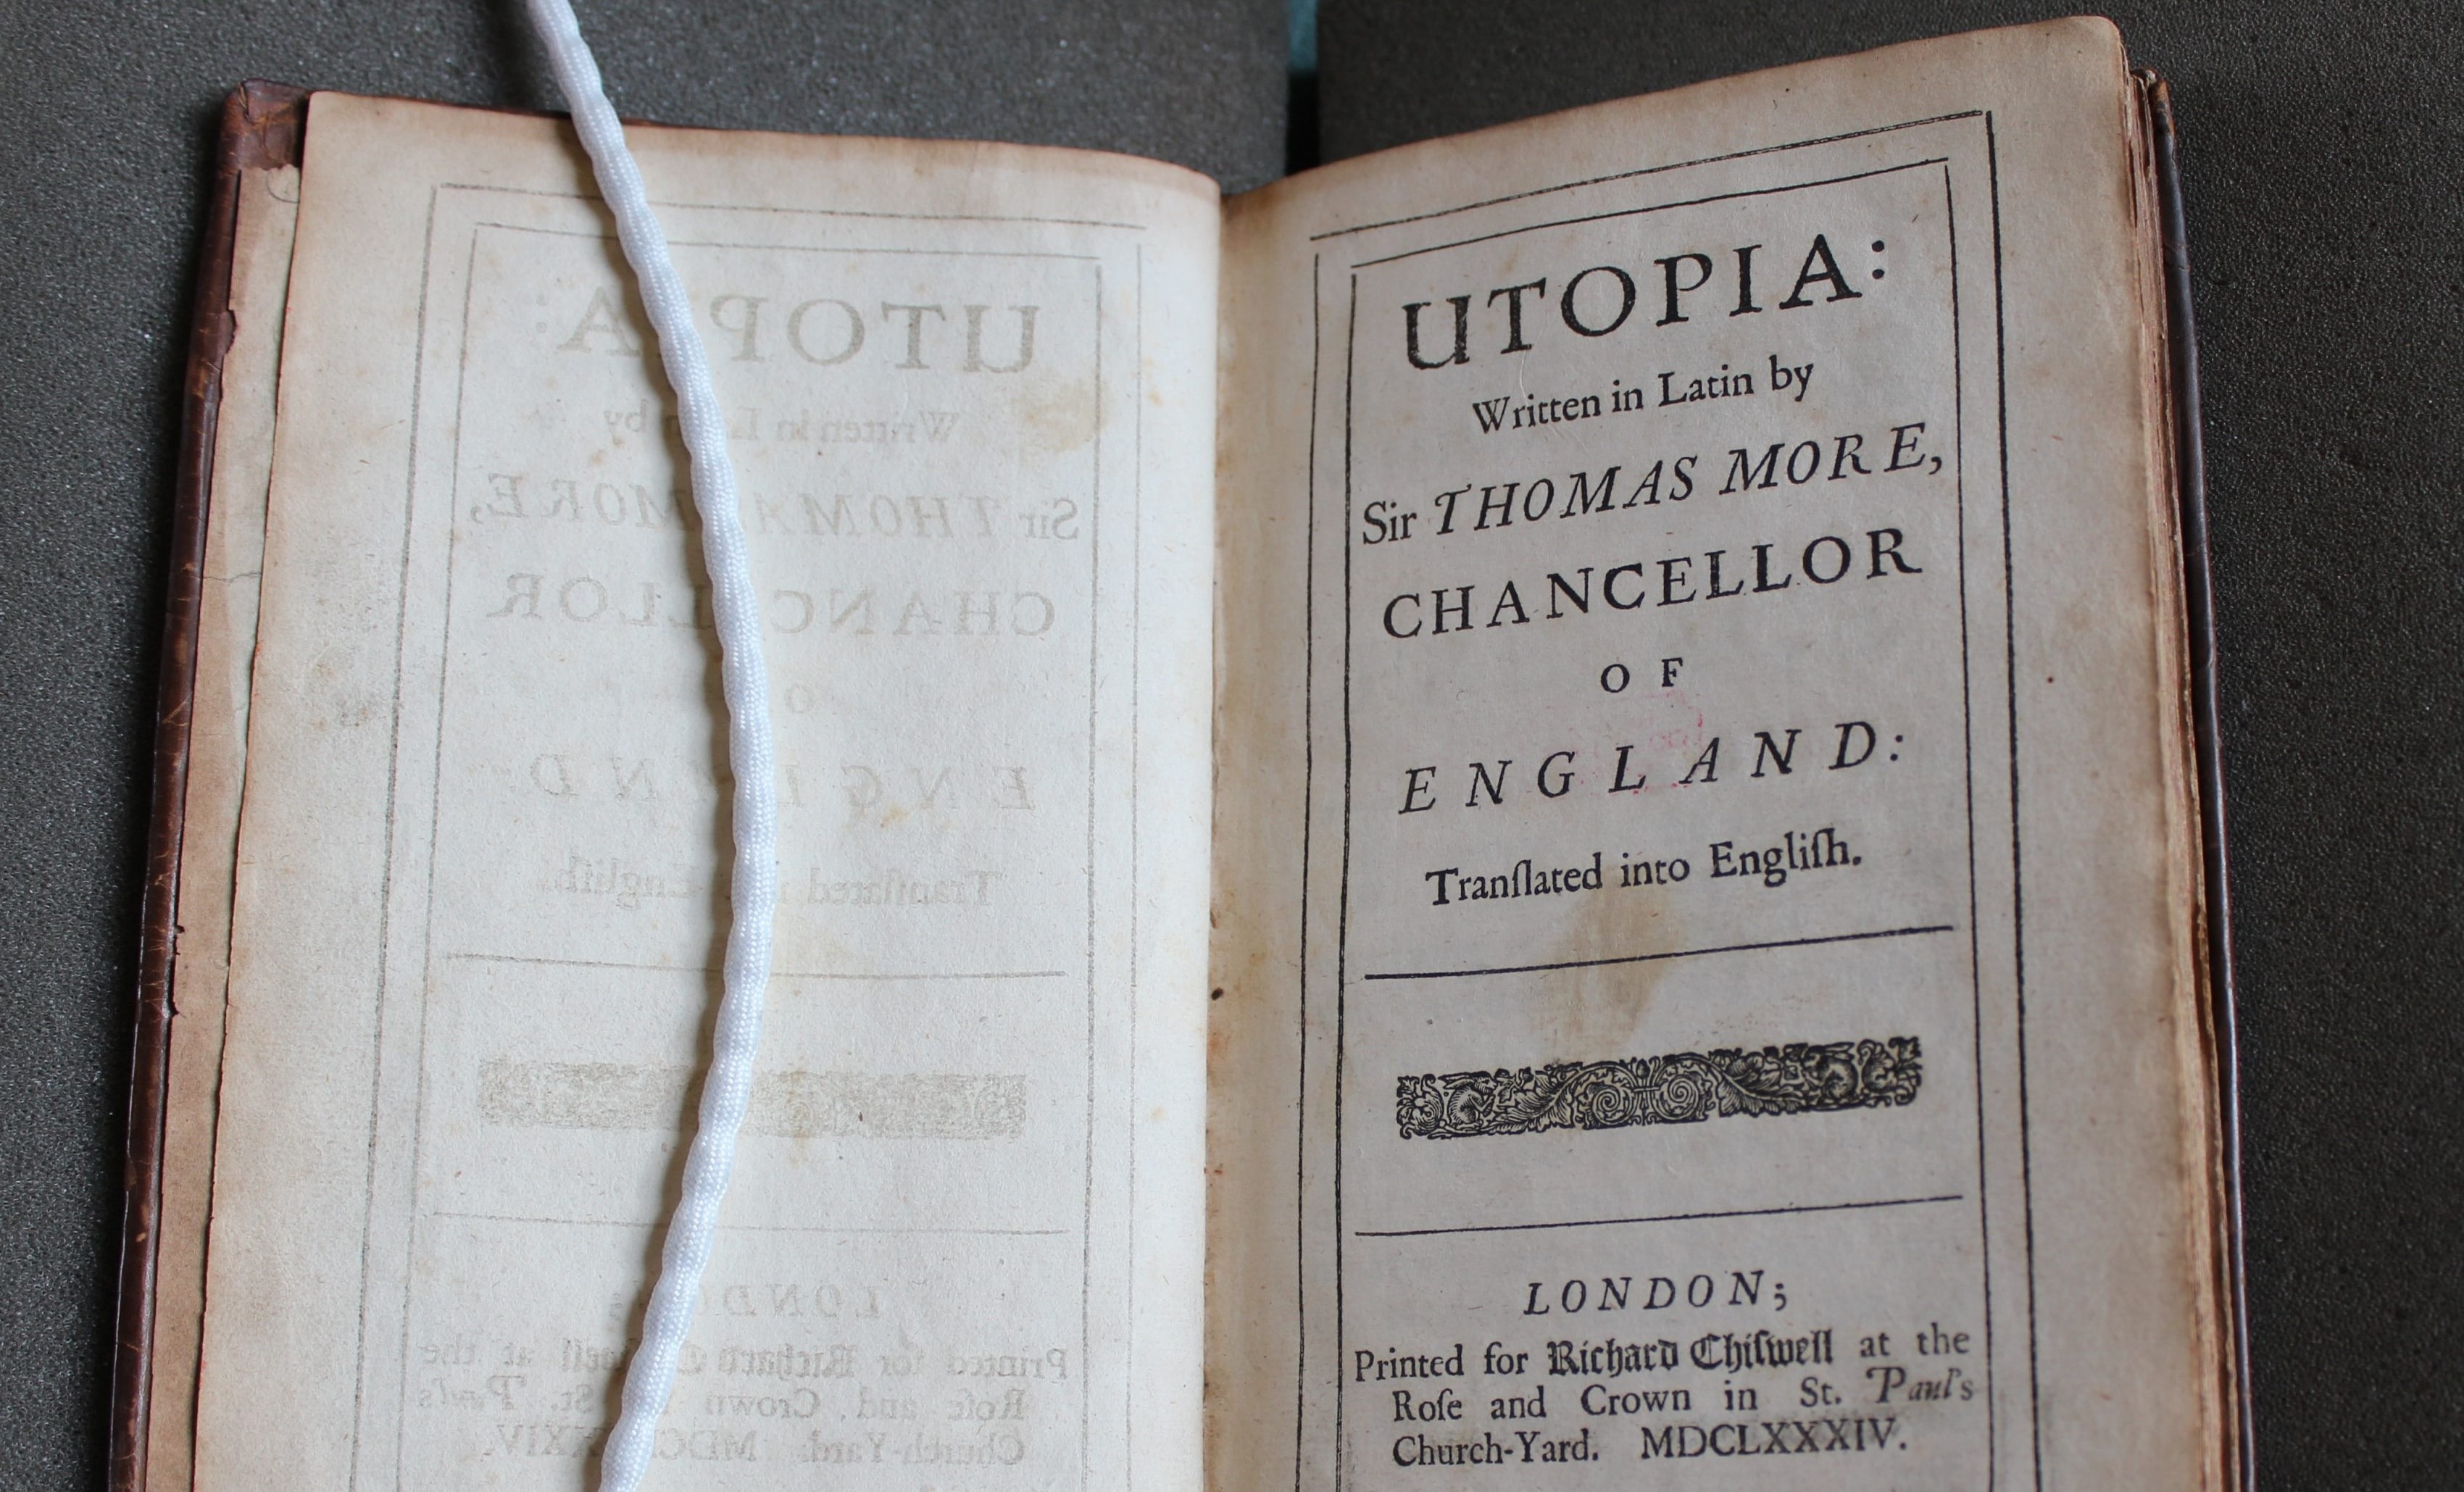 UTOPIA:
Written in Latin by
Sir THOMAS MORE,
CHANCELLOR
OF
ENGLAND:
Tranſlated into Engliſh.
LONDON;
Printed for Richard Chiſwell at the
Roſe and Crown in St. Paul's
Church-Yard. MDCLXXXIV.